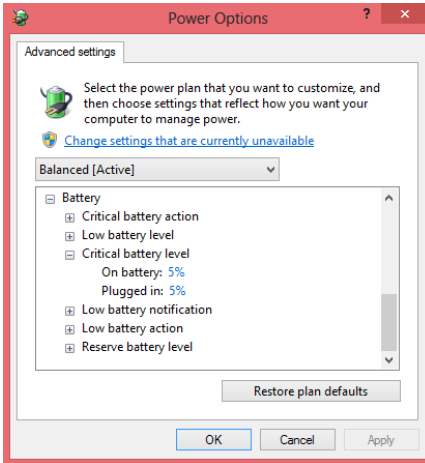 Power Options
?
×
Advanced settings
Select the power plan that you want to customize, and
then choose settings that reflect how you want your
computer to manage power.
Change settings that are currently unavailable
Balanced [Active]
Battery
Critical battery action
Low battery level
Critical battery level
On battery: 5%
Plugged in: 5%
Low battery notification
Low battery action
Reserve battery level
Restore plan defaults
OK Cancel Apply